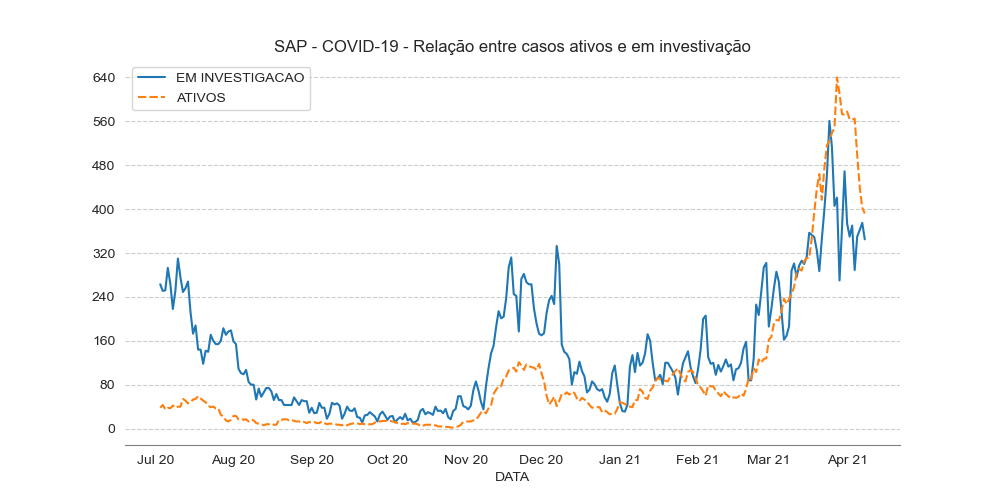 SAP - COVID-19 - Relação entre casos ativos e em investivação
EM INVESTIGACAO
ATIVOS
640
560
480
400
320
240
160
80
0
Jul 20 Aug 20 Sep 20 Oct 20 Nov 20 Dec 20 Jan 21 Feb 21 Mar 21 Apr 21
DATA